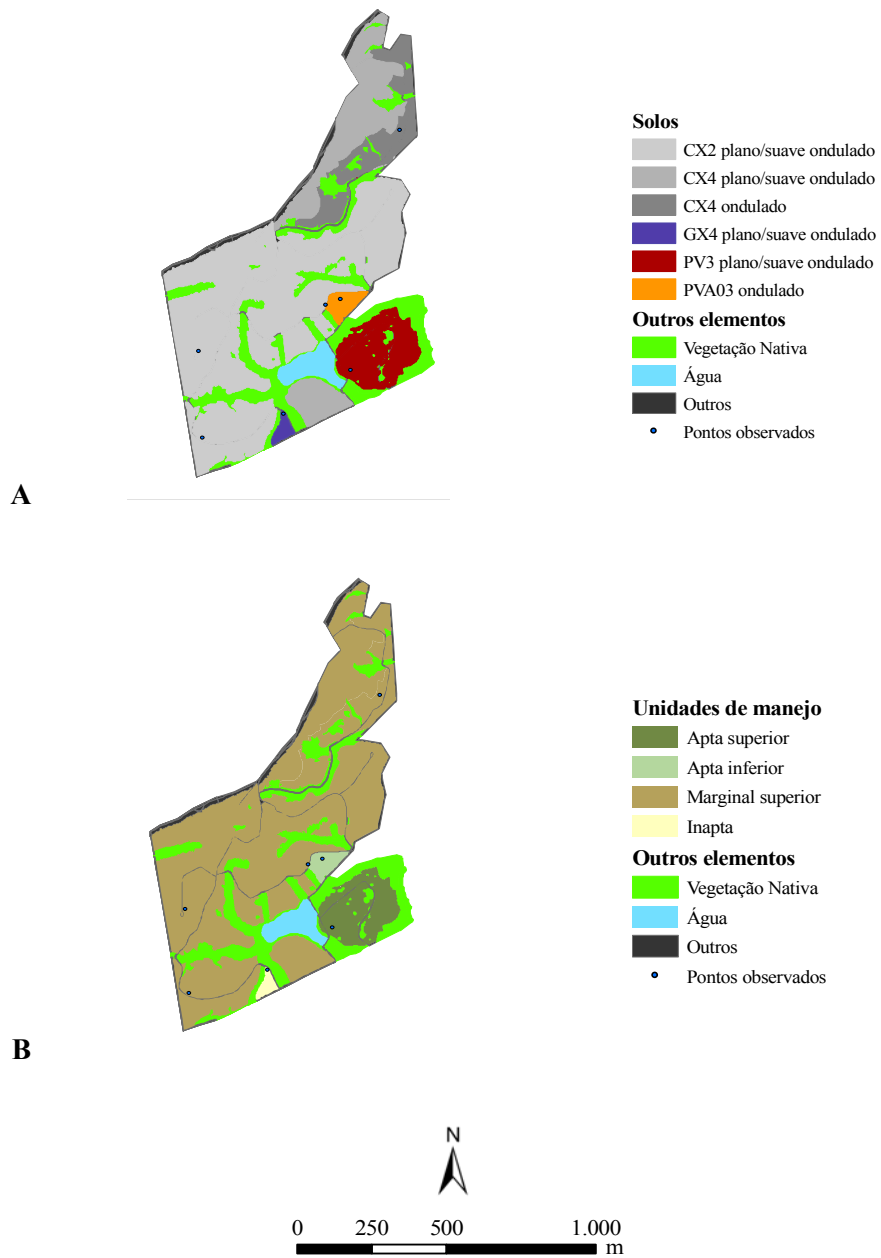 Solos
CX2 plano/suave ondulado
CX4 plano/suave ondulado
CX4 ondulado
GX4 plano/suave ondulado
PV3 plano/suave ondulado
PVA03 ondulado
Outros elementos
Vegetação Nativa
Água
Outros
Pontos observados
A
Unidades de manejo
Apta superior
Apta inferior
Marginal superior
Inapta
Outros elementos
Vegetação Nativa
Água
Outros
Pontos observados
B
N
0 250 500 1.000
m